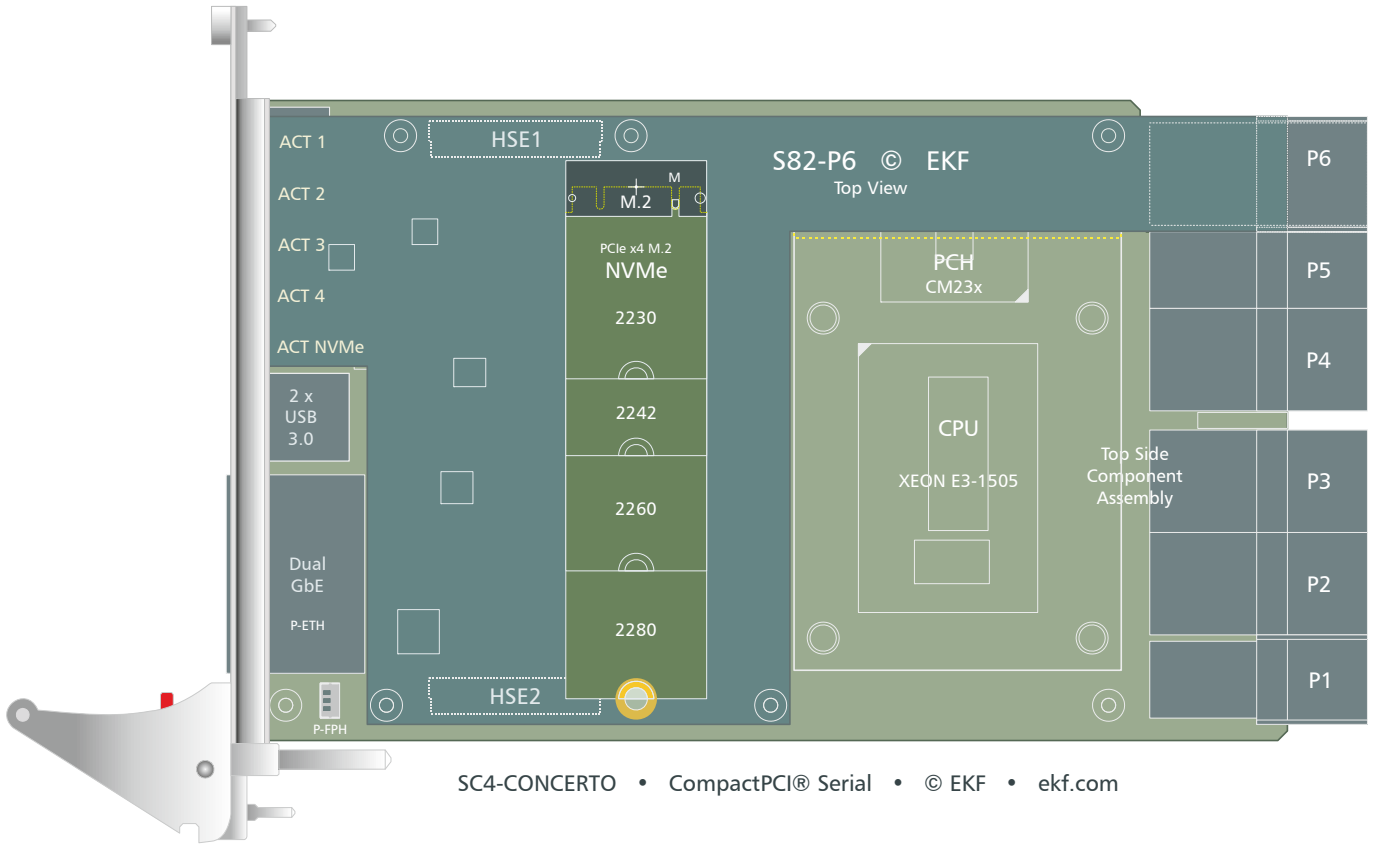 ACT 1
ACT 2
ACT 3
ACT 4
ACT NVMe
2 x
USB
3.0
Dual
GbE
P-ETH
P-FPH
HSE1
M
M.2
PCIe x4 M.2
NVMe
2230
2242
2260
2280
HSE2
S82-P6 © EKF
Top View
PCH
CM23x
CPU
XEON E3-1505
Top Side
Component
Assembly
P6
P5
P4
P3
P2
P1
SC4-CONCERTO • CompactPCI® Serial • © EKF • ekf.com